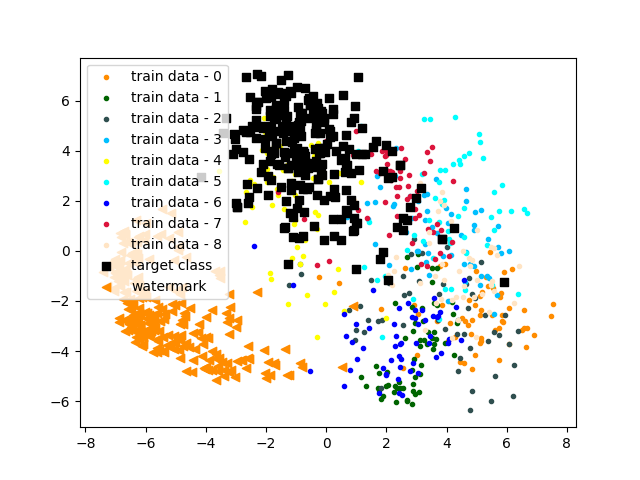 train data - 0
train data - 1
train data - 2
train data - 3
train data - 4
train data - 5
train data - 6
train data - 7
train data - 8
target class
watermark
6
4
2
0
−2
−4
−6
−8
−6
−4
−2
0
2
4
6
8